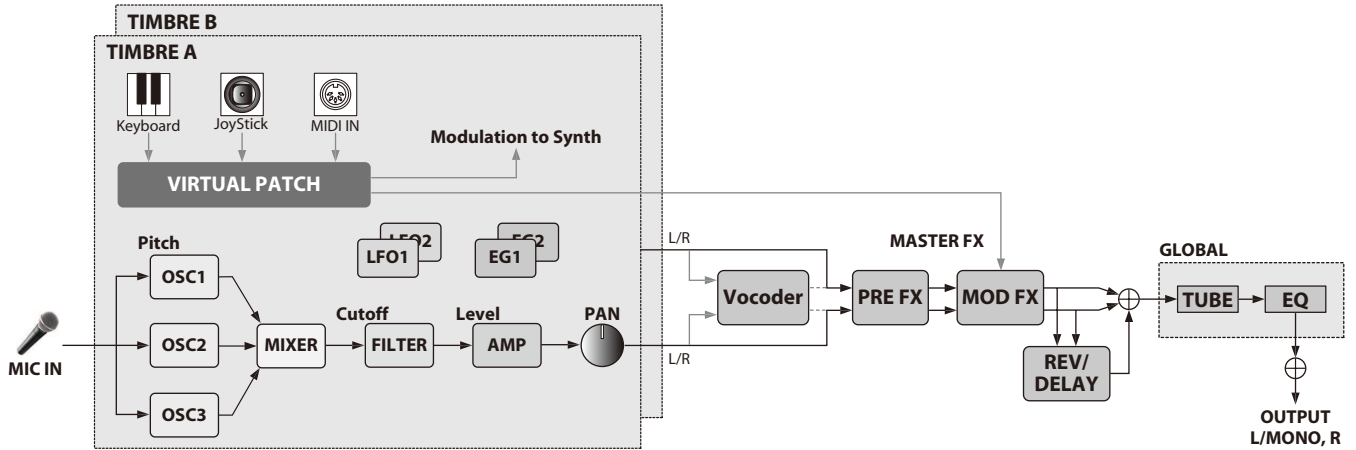 TIMBRE B
TIMBRE A
Keyboard
JoyStick
MIDI IN
Modulation to Synth
VIRTUAL PATCH
Pitch
LFO2
LFO1
EG2
EG1
L/R
MASTER FX
GLOBAL
OSC1
Vocoder
PRE FX
MOD FX
TUBE
EQ
Cutoff
Level
PAN
MIC IN
OSC2
MIXER
FILTER
AMP
L/R
REV/
DELAY
OSC3
OUTPUT
L/MONO, R